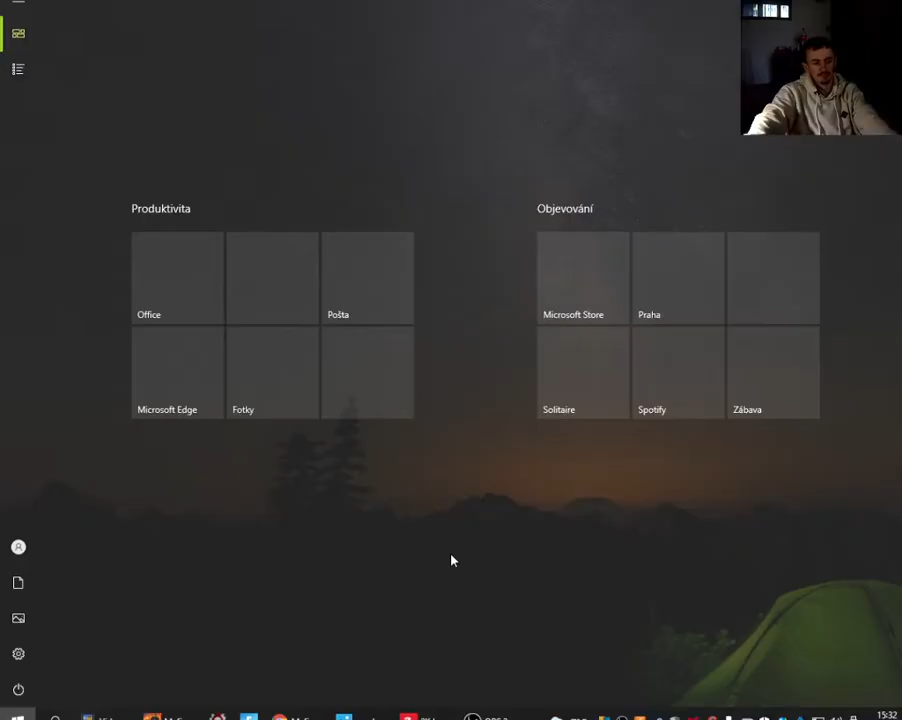 Produktivita
Objevování
Office
Pošta
Microsoft Store
Praha
Microsoft Edge
Fotky
Solitaire
Spotify
Zábava
15:32